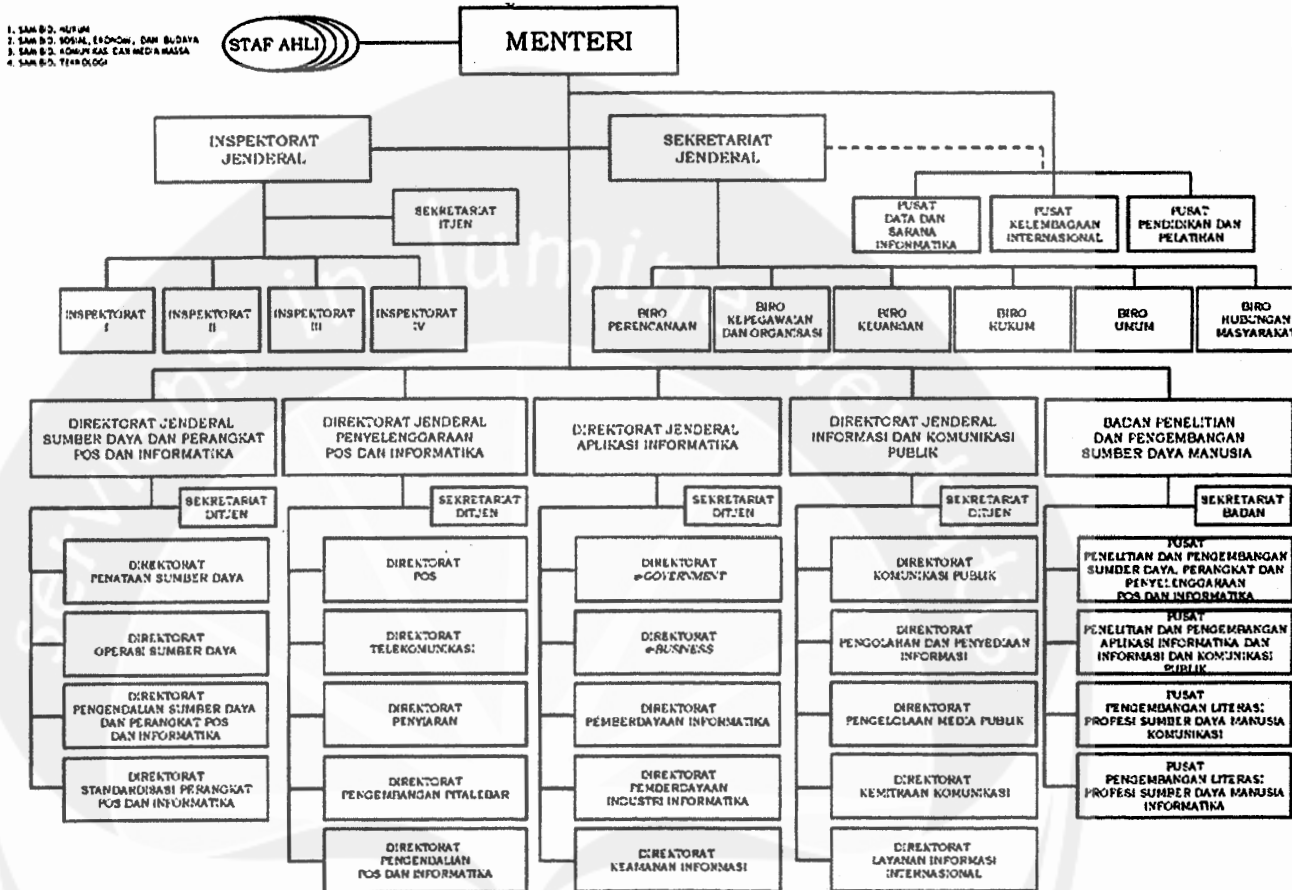 1. SAM BID. HUKUM
2. SAM BID. SOSIAL, EKONOMI, DAN BUDAYA
3. SAM BID. KOMUNIKASI DAN MEDIA MASSA
4. SAM BID. TEKNOLOGI
STAF AHLI
MENTERI
INSPEKTORAT
JENDERAL
SEKRETARIAT
JENDERAL
SEKRETARIAT
ITJEN
PUSAT
DATA DAN
SARANA
INFORMATIKA
PUSAT
KELEMBAGAAN
INTERNASIONAL
PUSAT
PENDIDIKAN DAN
PELATIHAN
INSPEKTORAT
I
INSPEKTORAT
II
INSPEKTORAT
III
INSPEKTORAT
IV
BIRO
PERENCANAAN
BIRO
KEPEGAWAIAN
DAN ORGANISASI
BIRO
KEUANGAN
BIRO
HUKUM
BIRO
UMUM
BIRO
HUBUNGAN
MASYARAKAT
DIREKTORAT JENDERAL
SUMBER DAYA DAN PERANGKAT
POS DAN INFORMATIKA
DIREKTORAT JENDERAL
PENYELENGGARAAN
POS DAN INFORMATIKA
DIREKTORAT JENDERAL
APLIKASI INFORMATIKA
DIREKTORAT JENDERAL
INFORMASI DAN KOMUNIKASI
PUBLIK
BADAN PENELITIAN
DAN PENGEMBANGAN
SUMBER DAYA MANUSIA
SEKRETARIAT
DITJEN
SEKRETARIAT
DITJEN
SEKRETARIAT
DITJEN
SEKRETARIAT
DITJEN
SEKRETARIAT
BADAN
DIREKTORAT
PENATAAN SUMBER DAYA
DIREKTORAT
OPERASI SUMBER DAYA
DIREKTORAT
PENGENDALIAN SUMBER DAYA
DAN PERANGKAT POS
DAN INFORMATIKA
DIREKTORAT
STANDARDISASI PERANGKAT
POS DAN INFORMATIKA
DIREKTORAT
POS
DIREKTORAT
TELEKOMUNIKASI
DIREKTORAT
PENYIARAN
DIREKTORAT
PENGEMBANGAN PITALEBAR
DIREKTORAT
PENGENDALIAN
POS DAN INFORMATIKA
DIREKTORAT
e-GOVERNMENT
DIREKTORAT
e-BUSINESS
DIREKTORAT
PEMBERDAYAAN INFORMATIKA
DIREKTORAT
PEMBERDAYAAN
INDUSTRI INFORMATIKA
DIREKTORAT
KEAMANAN INFORMASI
DIREKTORAT
KOMUNIKASI PUBLIK
DIREKTORAT
PENGOLAHAN DAN PENYEDIAAN
INFORMASI
DIREKTORAT
PENGELOLAAN MEDIA PUBLIK
DIREKTORAT
KEMITRAAN KOMUNIKASI
DIREKTORAT
LAYANAN INFORMASI
INTERNASIONAL
PUSAT
PENELITIAN DAN PENGEMBANGAN
SUMBER DAYA, PERANGKAT DAN
PENYELENGGARAAN
POS DAN INFORMATIKA
PUSAT
PENELITIAN DAN PENGEMBANGAN
APLIKASI INFORMATIKA DAN
INFORMASI DAN KOMUNIKASI
PUBLIK
PUSAT
PENGEMBANGAN LITERASI
PROFESI SUMBER DAYA MANUSIA
KOMUNIKASI
PUSAT
PENGEMBANGAN LITERASI
PROFESI SUMBER DAYA MANUSIA
INFORMATIKA
serviens in lumine veritatis